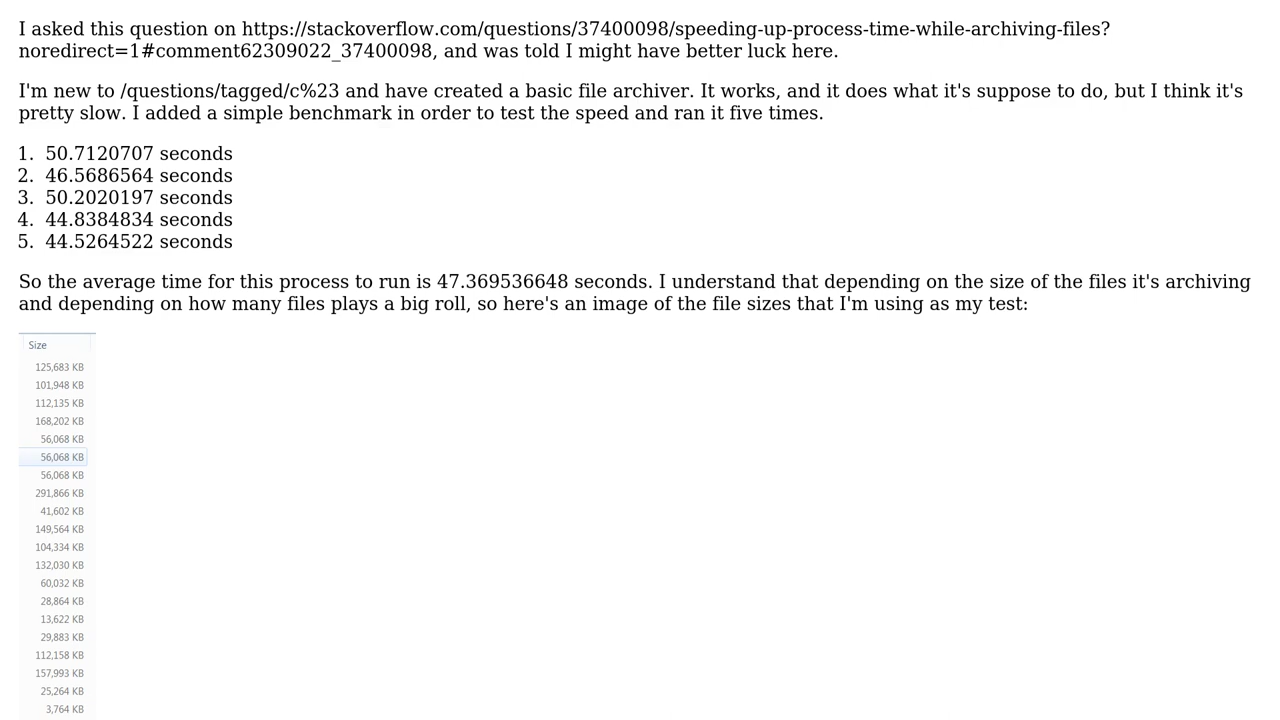 I asked this question on https://stackoverflow.com/questions/37400098/speeding-up-process-time-while-archiving-files?
noredirect=1#comment62309022_37400098, and was told I might have better luck here.
I'm new to /questions/tagged/c%23 and have created a basic file archiver. It works, and it does what it's suppose to do, but I think it's
pretty slow. I added a simple benchmark in order to test the speed and ran it five times.
1. 50.7120707 seconds
2. 46.5686564 seconds
3. 50.2020197 seconds
4. 44.8384834 seconds
5. 44.5264522 seconds
So the average time for this process to run is 47.369536648 seconds. I understand that depending on the size of the files it's archiving
and depending on how many files plays a big roll, so here's an image of the file sizes that I'm using as my test:
Size
125,683 KB
101,948 KB
112,135 KB
168,202 KB
56,068 KB
56,068 KB
56,068 KB
291,866 KB
41,602 KB
149,564 KB
104,334 KB
132,030 KB
60,032 KB
28,864 KB
13,622 KB
29,883 KB
112,158 KB
157,993 KB
25,264 KB
3,764 KB